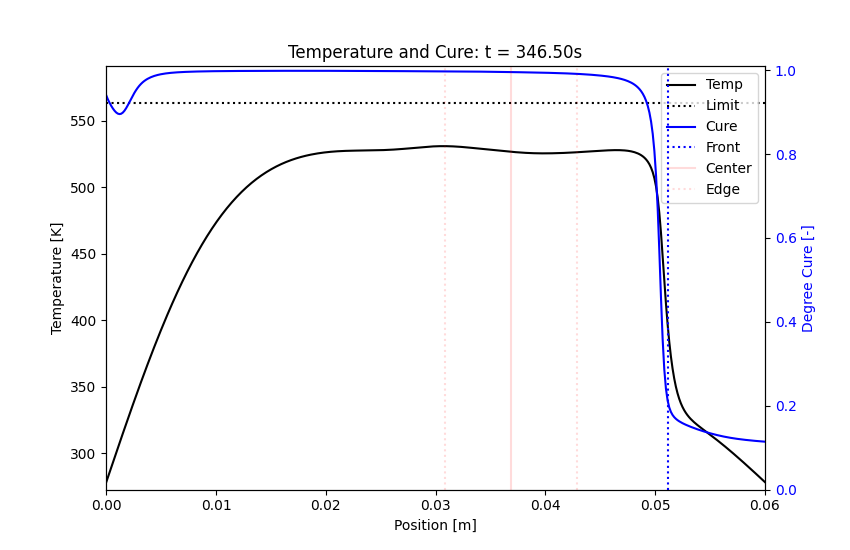 Temperature and Cure: t = 346.50s
Temperature [K]
550
500
450
400
350
300
1.0
0.8
0.6
0.4
0.2
0.0
Degree Cure [-]
Temp
Limit
Cure
Front
Center
Edge
0.00 0.01 0.02 0.03 0.04 0.05 0.06
Position [m]